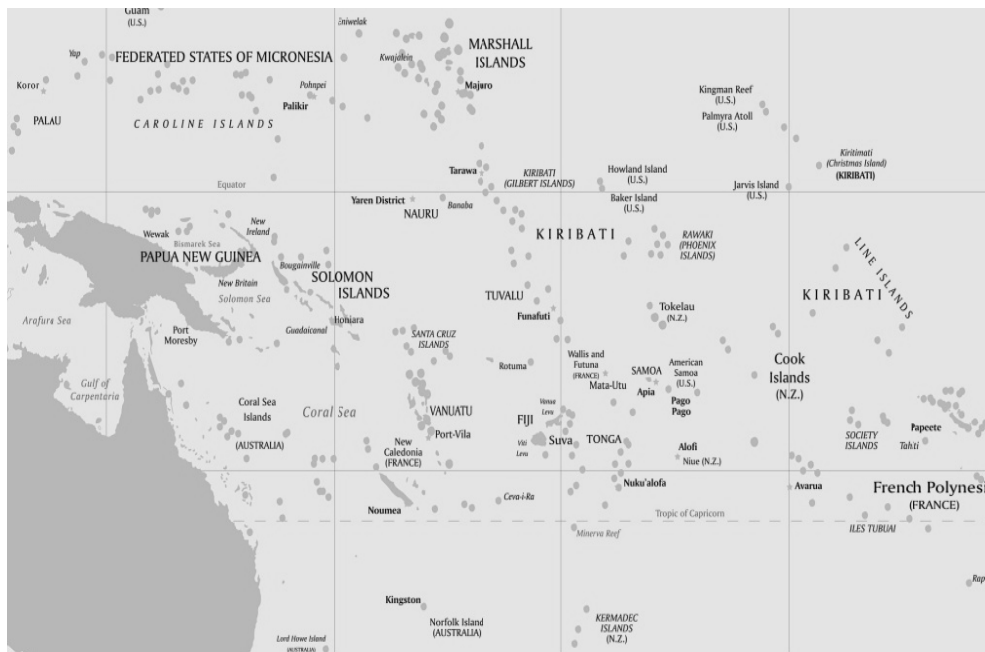 Guam
(U.S.)
Eniwelak
Yap
FEDERATED STATES OF MICRONESIA
MARSHALL
ISLANDS
Kwajalein
Koror
Pohnpei
Majaro
Palikir
PALAU
CAROLINE ISLANDS
Kingman Reef
(U.S.)
Palmyra Atoll
(U.S.)
Kiritimati
(Christmas Island)
(KIRIBATI)
Tarawa
KIRIBATI
(GILBERT ISLANDS)
Howland Island
(U.S.)
Equator
Baker Island
(U.S.)
Jarvis Island
(U.S.)
Yaren District
Banaba
NAURU
New
Ireland
Wewak
Bismarek Sea
KIRIBATI
RAWAKI
(PHOENIX
ISLANDS)
LINE ISLANDS
PAPUA NEW GUINEA
Bougainville
SOLOMON
ISLANDS
New Britain
Solomon Sea
TUVALU
KIRIBATI
Funafuti
Tokelau
(N.Z.)
Arafura Sea
Port
Moresby
Guadaicanal
Honiara
SANTA CRUZ
ISLANDS
Rotuma
Wallis and
Futuna
(FRANCE)
Mata-Utu
SAMOA
Apia
American
Samoa
(U.S.)
Pago
Pago
Cook
Islands
(N.Z.)
Gulf of
Carpentaria
Coral Sea
Islands
(AUSTRALIA)
Coral Sea
VANUATU
Port-Vila
Vanua
Levu
FIJI
Viti
Levu
Suva
TONGA
Alofi
Niue (N.Z.)
SOCIETY
ISLANDS
Papeete
Tahiti
New
Caledonia
(FRANCE)
Nuku'alofa
Avarua
French Polynesi
(FRANCE)
Noumea
Ceva-i-Ra
Tropic of Capricorn
Minerva Reef
ILES TUBUAI
Rap
Kingston
Norfolk Island
(AUSTRALIA)
KERMADEC
ISLANDS
(N.Z.)
Lord Howe Island
(AUSTRALIA)